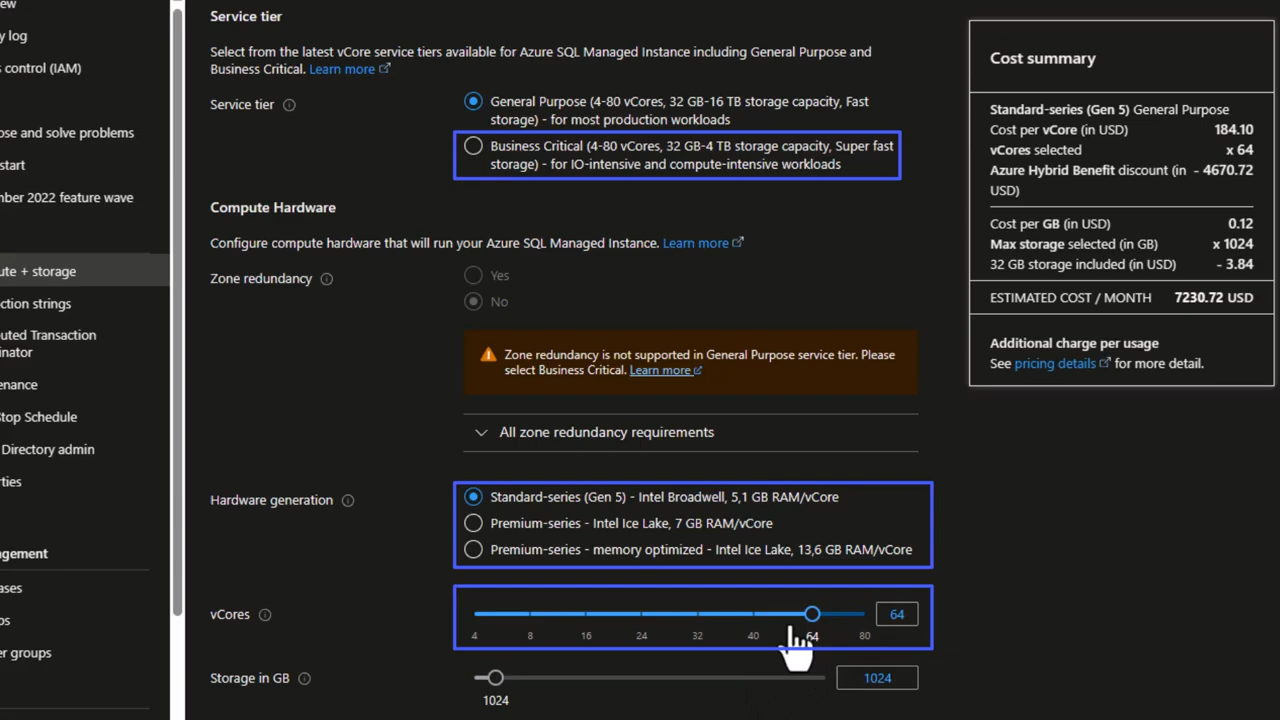 ew
y log
s control (IAM)
ose and solve problems
start
mber 2022 feature wave
ute + storage
ction strings
uted Transaction
inator
enance
Stop Schedule
Directory admin
rties
ngement
ases
ps
er groups
Service tier
Select from the latest vCore service tiers available for Azure SQL Managed Instance including General Purpose and
Business Critical. Learn more
Service tier
General Purpose (4-80 vCores, 32 GB-16 TB storage capacity, Fast
storage) - for most production workloads
Business Critical (4-80 vCores, 32 GB-4 TB storage capacity, Super fast
storage) - for IO-intensive and compute-intensive workloads
Compute Hardware
Configure compute hardware that will run your Azure SQL Managed Instance. Learn more
Zone redundancy
Yes
No
Zone redundancy is not supported in General Purpose service tier. Please
select Business Critical. Learn more
All zone redundancy requirements
Hardware generation
Standard-series (Gen 5) - Intel Broadwell, 5,1 GB RAM/vCore
Premium-series - Intel Ice Lake, 7 GB RAM/vCore
Premium-series - memory optimized - Intel Ice Lake, 13,6 GB RAM/vCore
vCores
64
4 8 16 24 32 40 64 80
Storage in GB
1024
1024
Cost summary
Standard-series (Gen 5) General Purpose
Cost per vCore (in USD) 184.10
vCores selected x 64
Azure Hybrid Benefit discount (in - 4670.72
USD)
Cost per GB (in USD) 0.12
Max storage selected (in GB) x 1024
32 GB storage included (in USD) - 3.84
ESTIMATED COST / MONTH 7230.72 USD
Additional charge per usage
See pricing details for more detail.